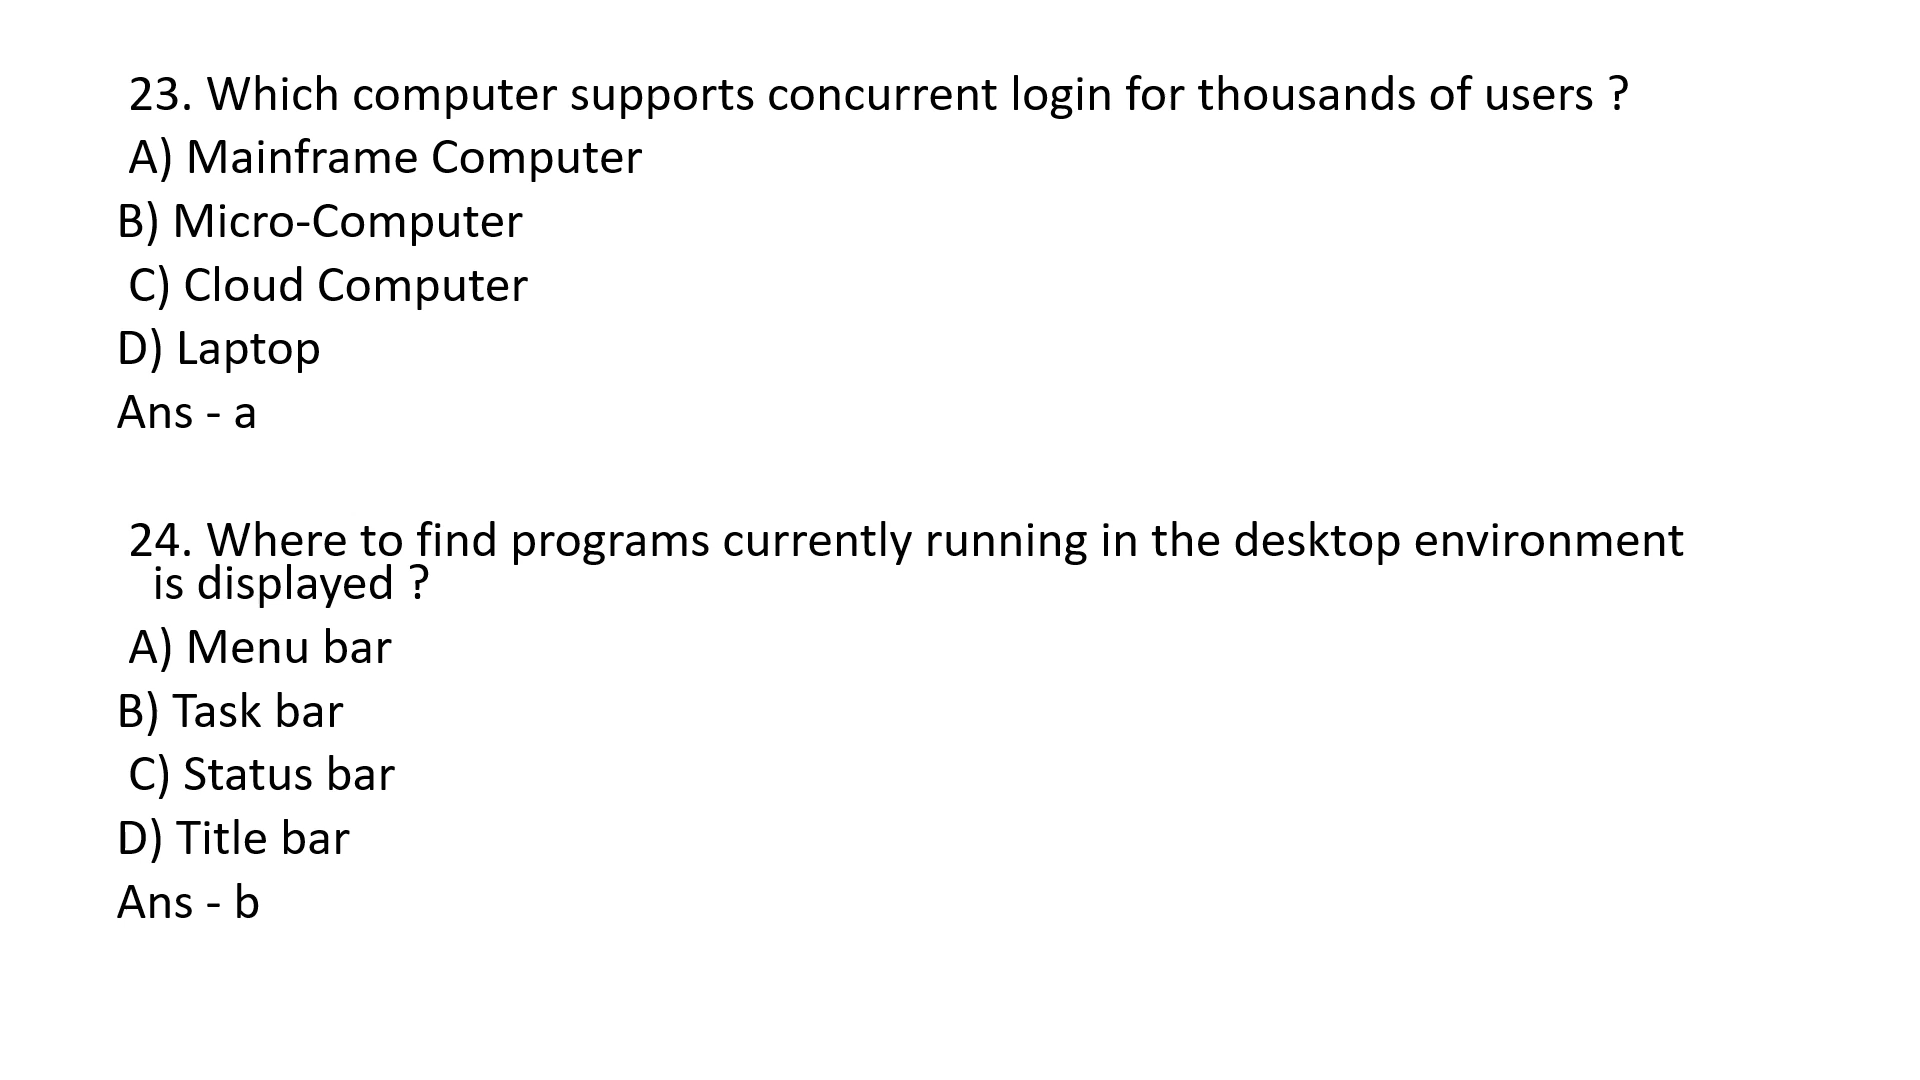 23. Which computer supports concurrent login for thousands of users ?
A) Mainframe Computer
B) Micro-Computer
C) Cloud Computer
D) Laptop
Ans - a
24. Where to find programs currently running in the desktop environment
is displayed ?
A) Menu bar
B) Task bar
C) Status bar
D) Title bar
Ans - b